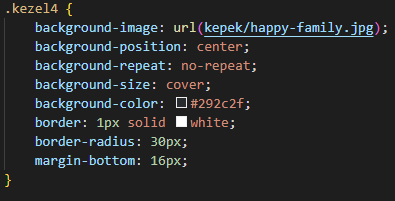 .kezel4 {
background-image: url(kepek/happy-family.jpg);
background-position: center;
background-repeat: no-repeat;
background-size: cover;
background-color: #292c2f;
border: 1px solid white;
border-radius: 30px;
margin-bottom: 16px;
}